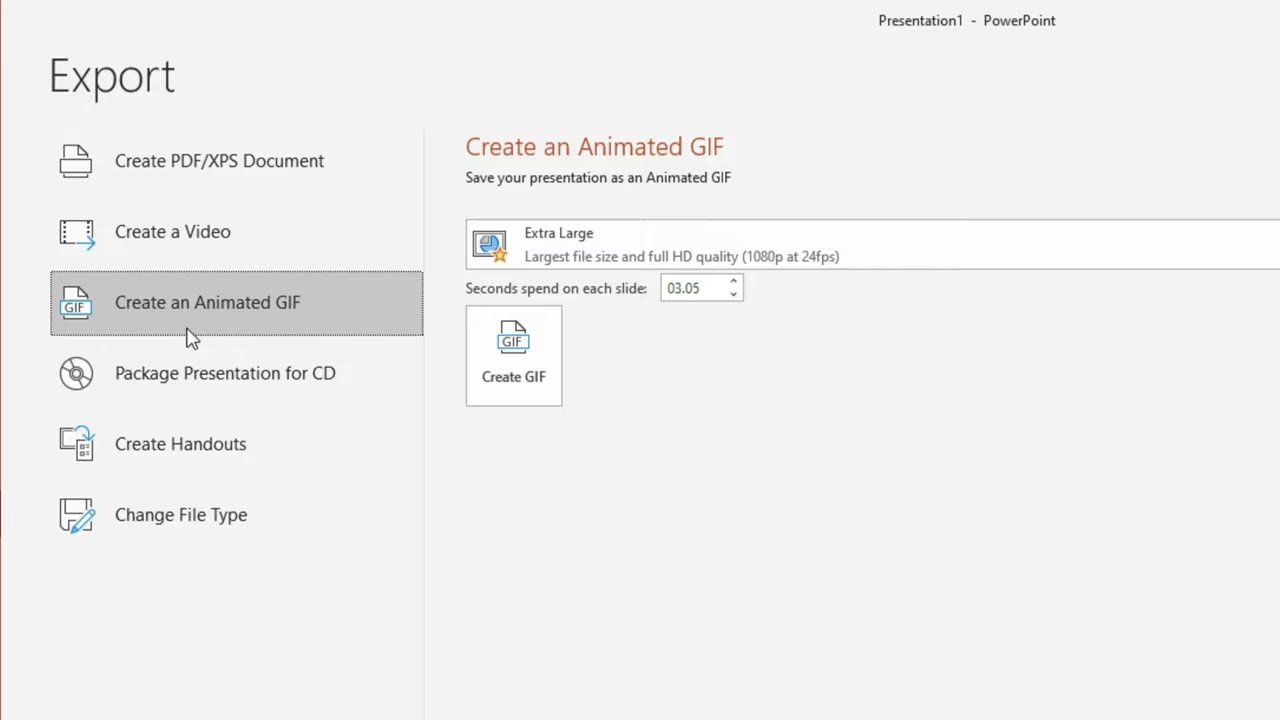 Presentation1 - PowerPoint
Export
Create PDF/XPS Document
Create a Video
GIF
Create an Animated GIF
Package Presentation for CD
Create Handouts
Change File Type
Create an Animated GIF
Save your presentation as an Animated GIF
Extra Large
Largest file size and full HD quality (1080p at 24fps)
Seconds spend on each slide: 03.05
GIF
Create GIF